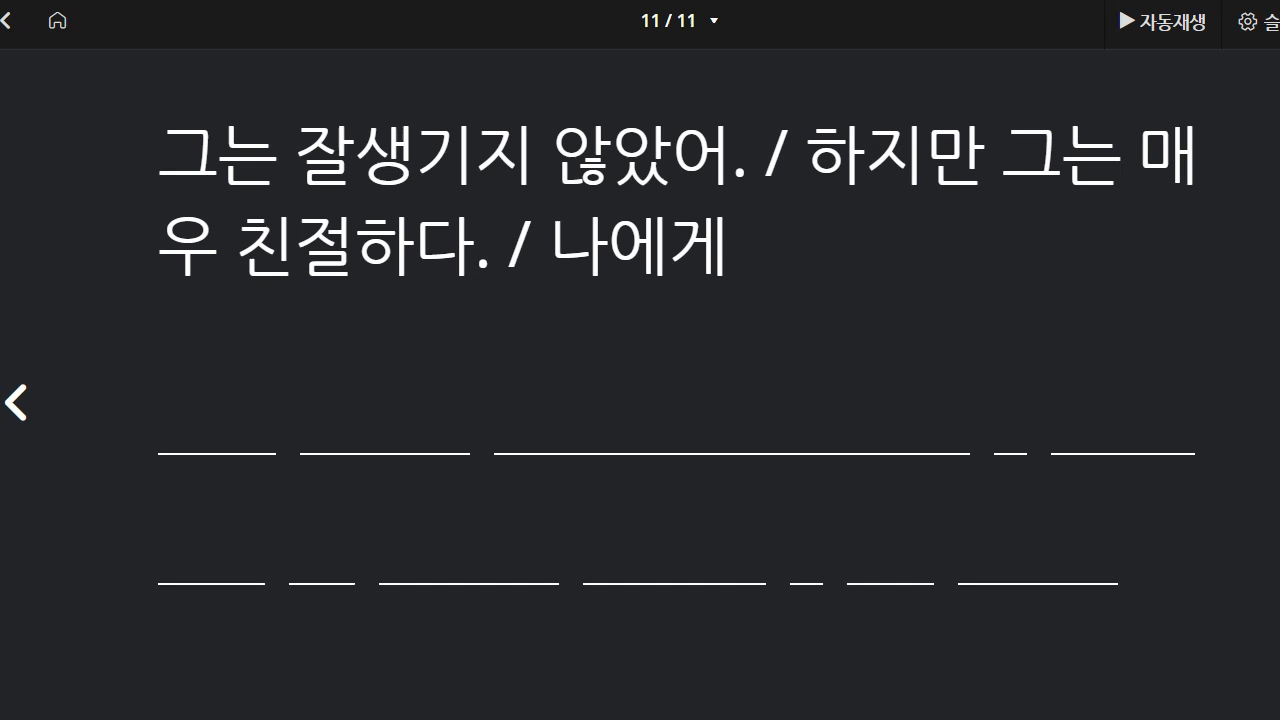 11 / 11
자동재생
슬
그는 잘생기지 않았어. / 하지만 그는 매
우 친절하다. / 나에게